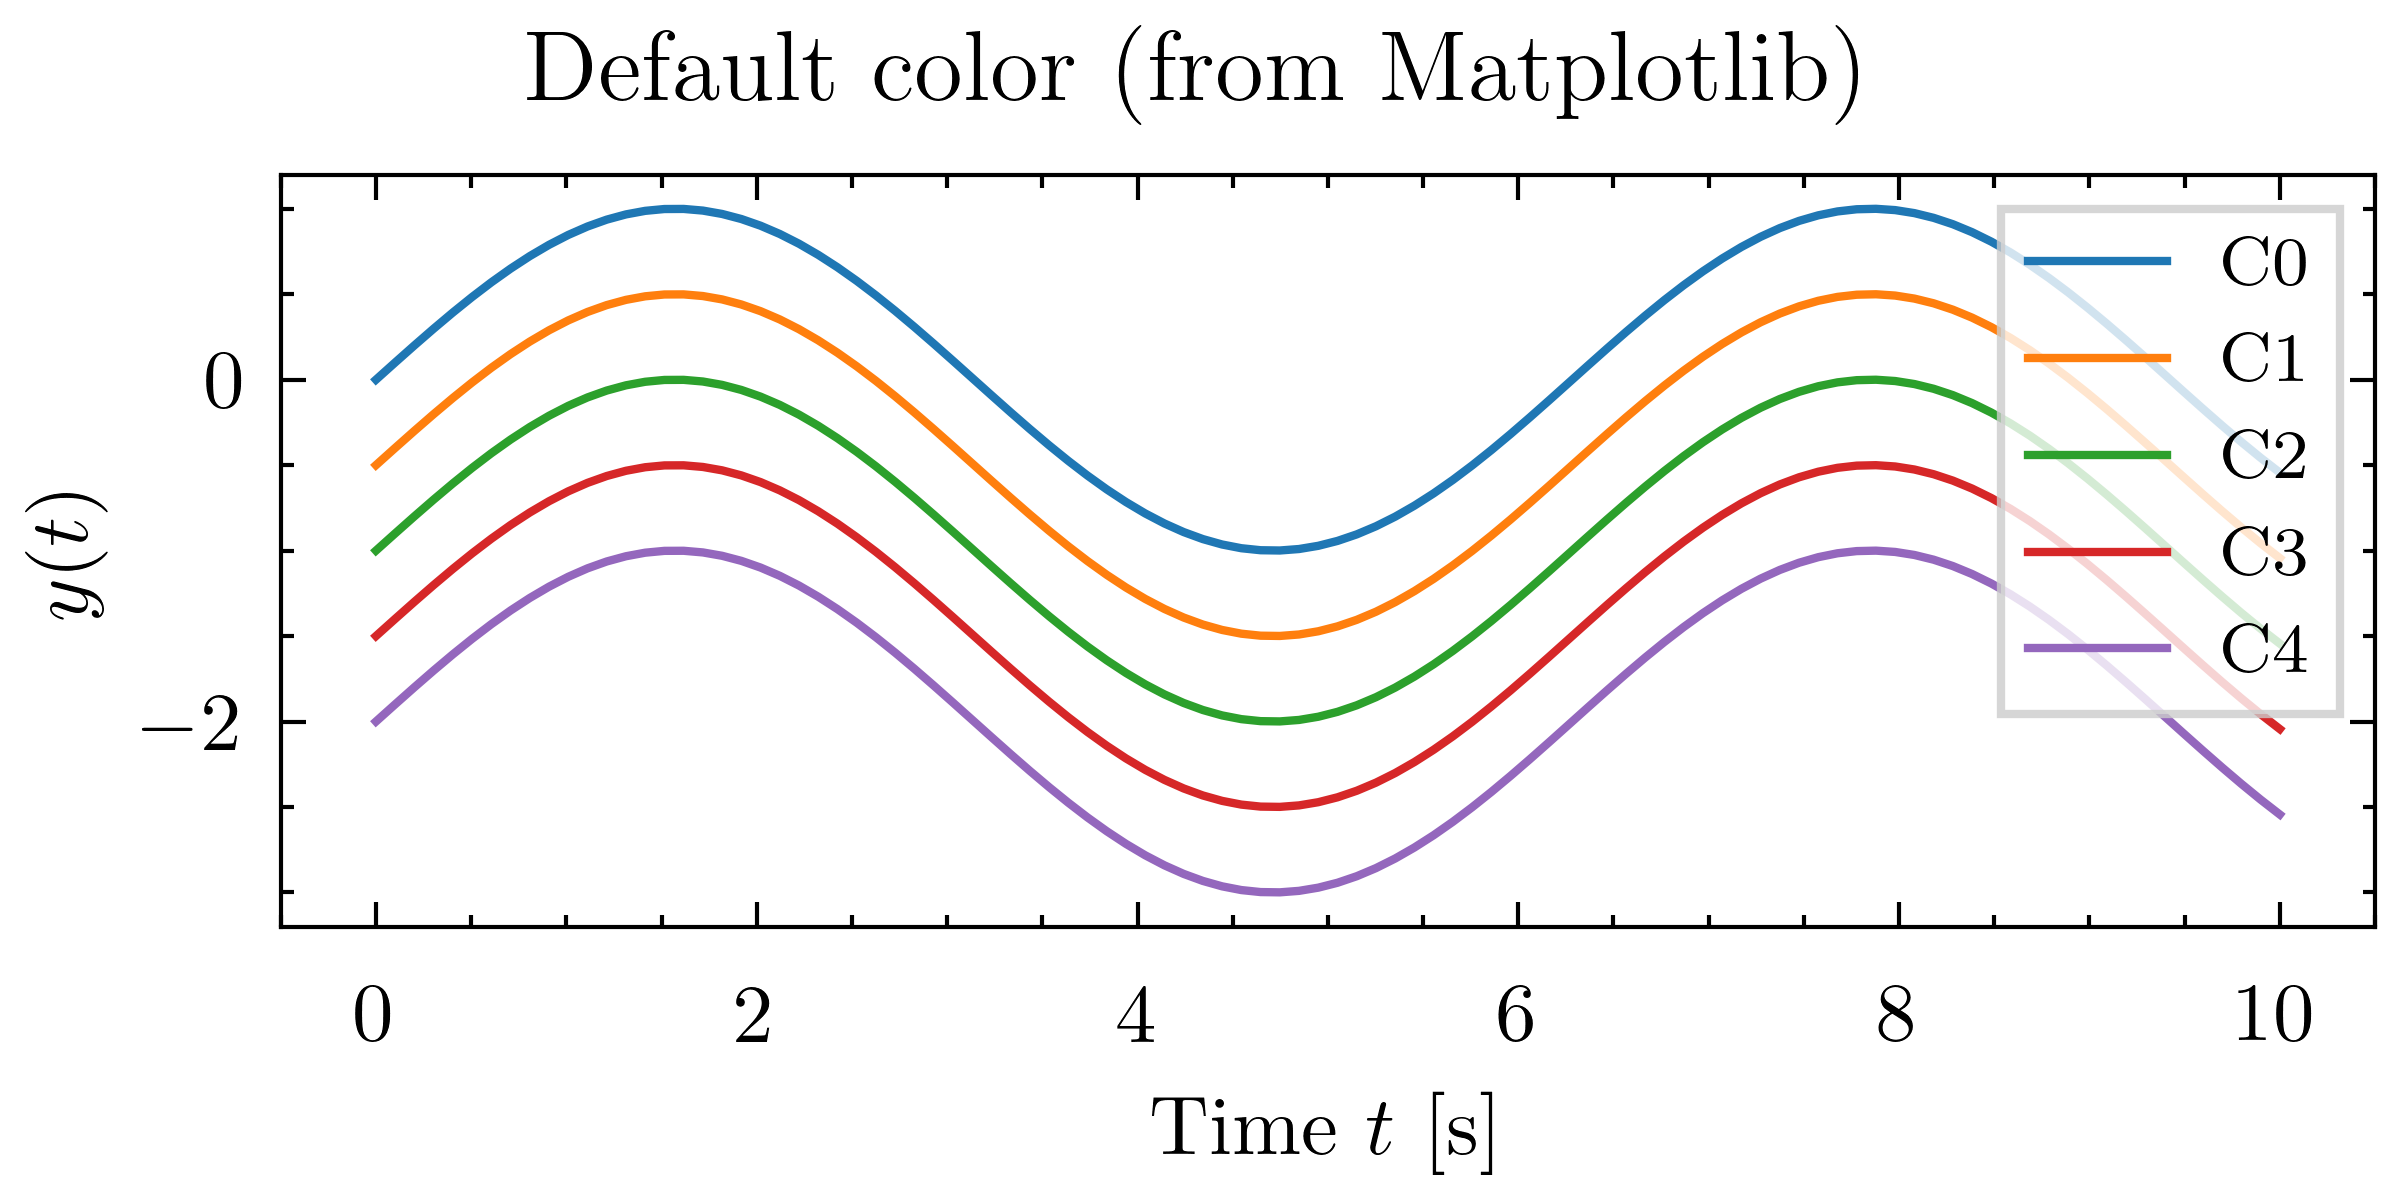 Default color (from Matplotlib)
C0
C1
C2
C3
C4
0
−2
y(t)
0 2 4 6 8 10
Time t [s]